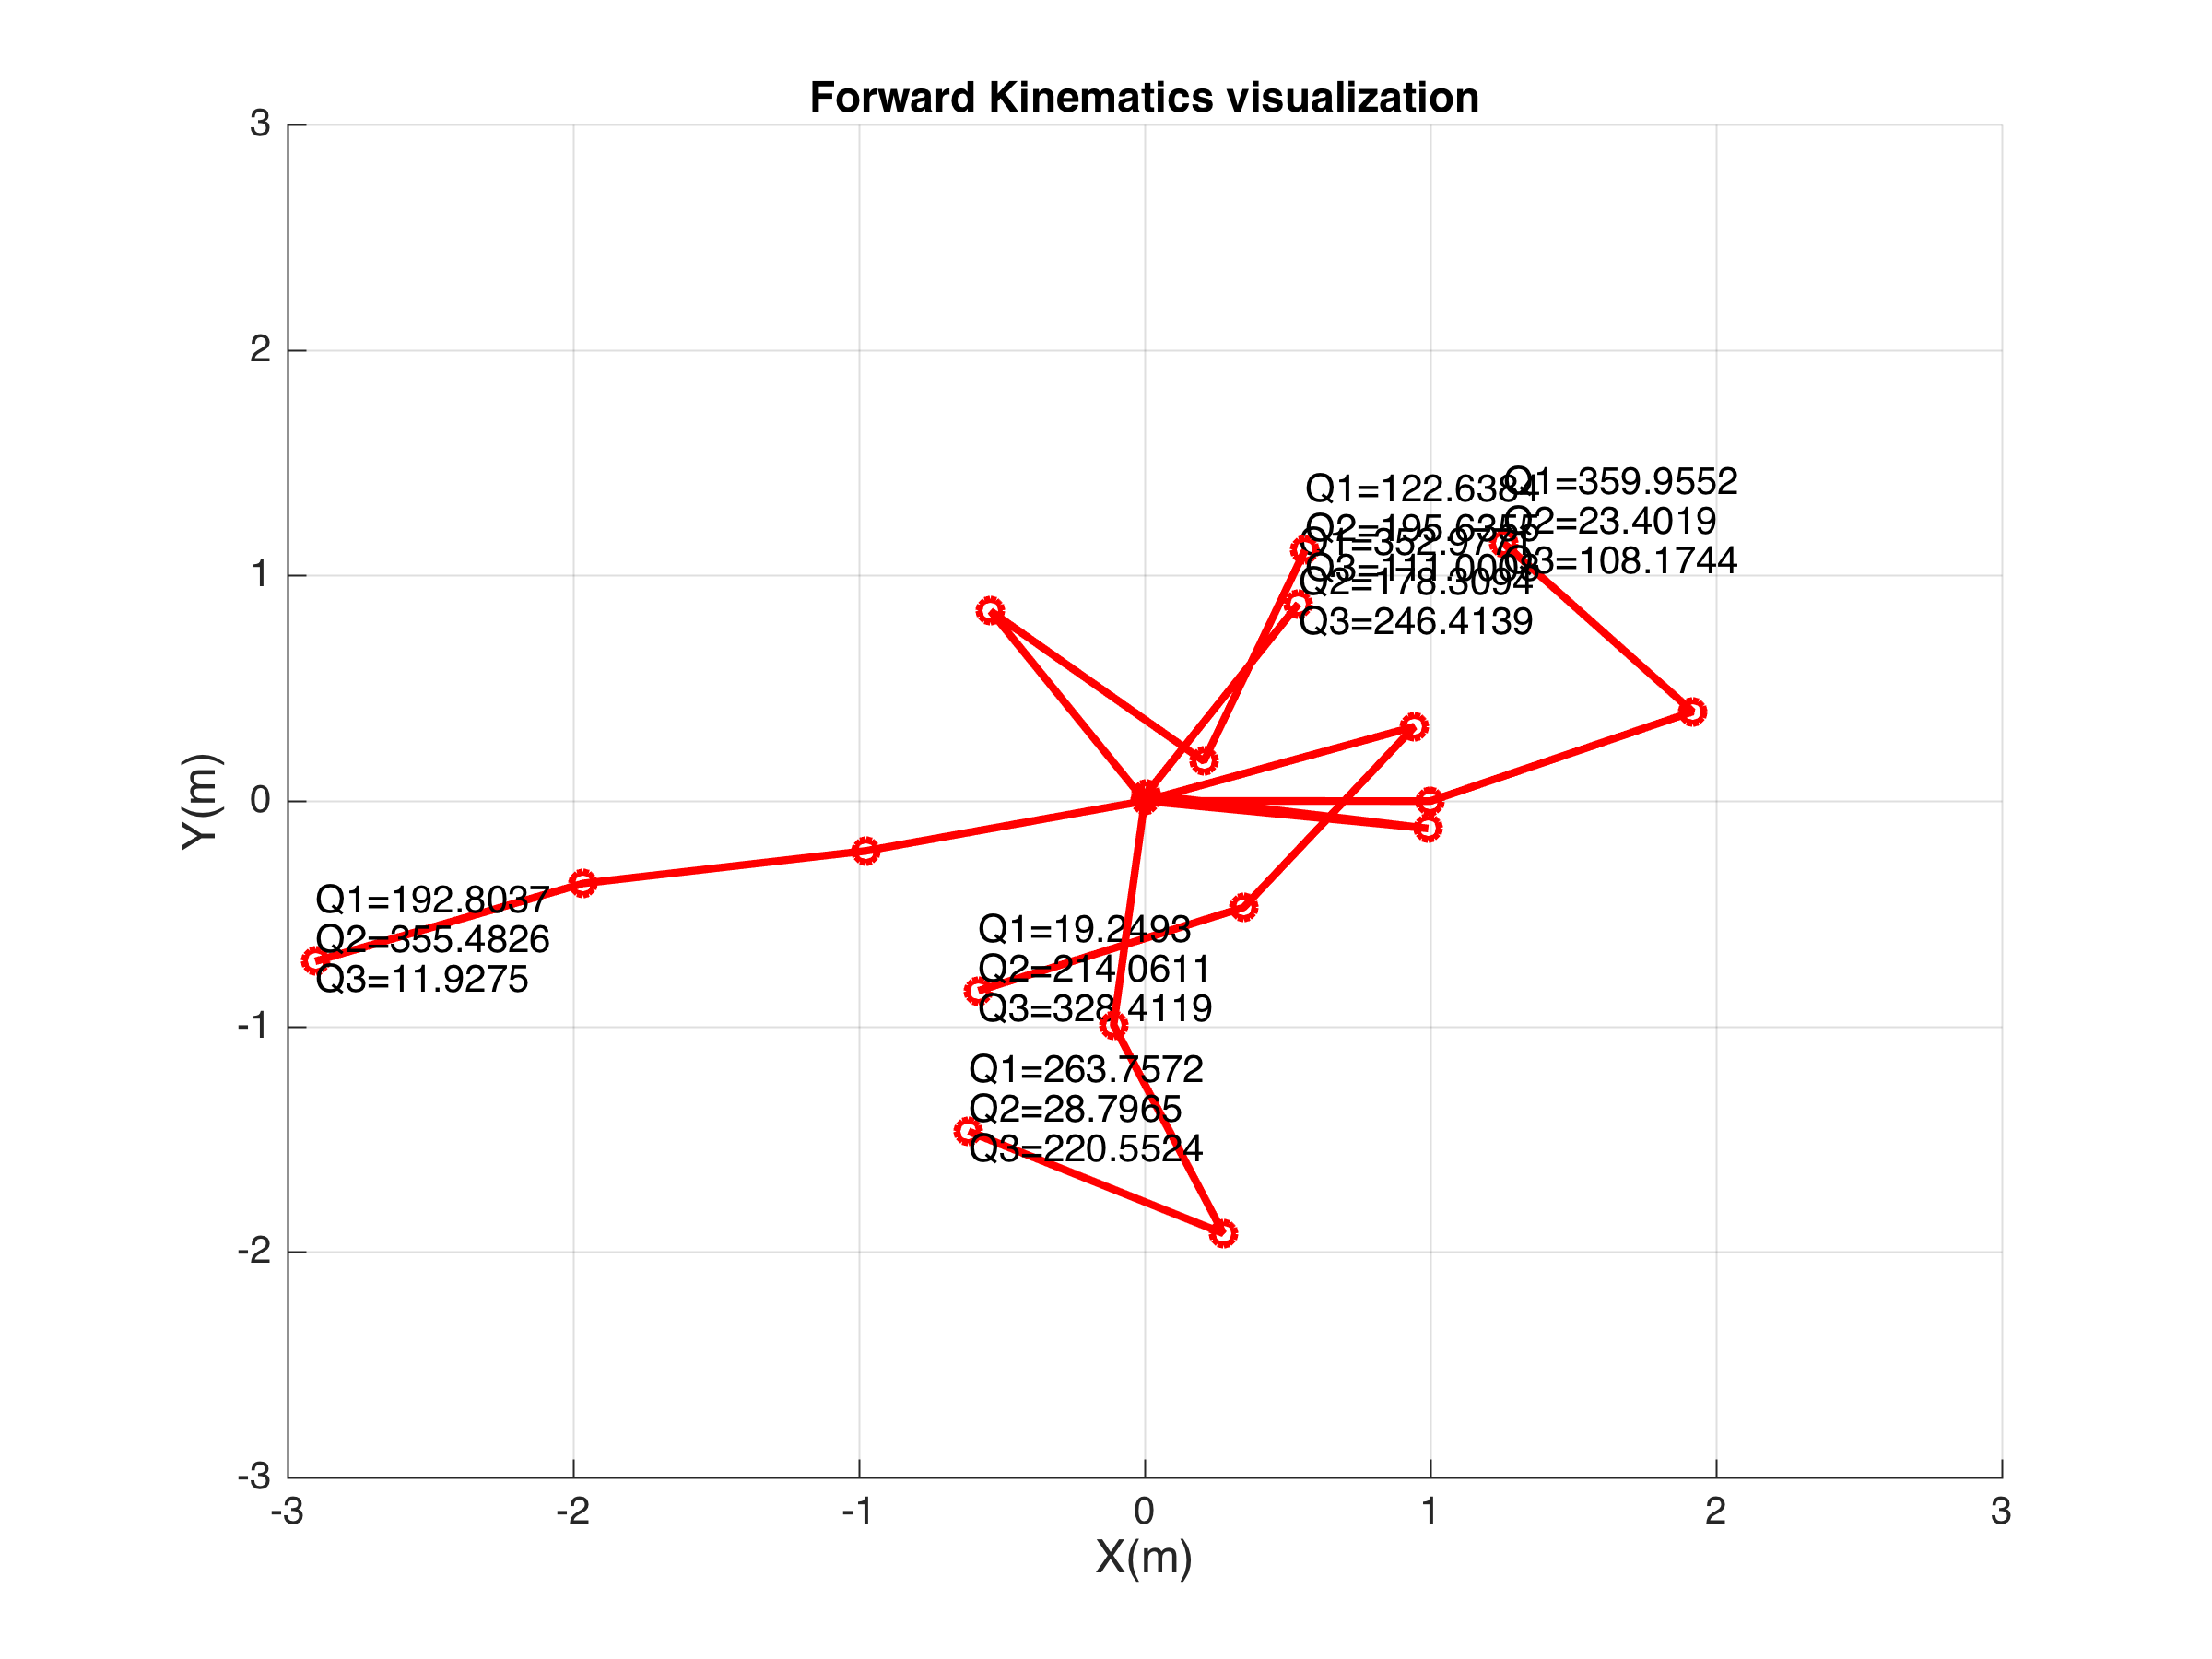 Forward Kinematics visualization
3
2
1
0
-1
-2
-3
Y(m)
Q1=122.6384
Q2=195.6355
Q1=359.9552
Q2=23.4019
Q3=108.1744
Q2=178.3094
Q3=246.4139
Q1=192.8037
Q2=355.4826
Q3=11.9275
Q1=19.2493
Q2=214.0611
Q3=328.4119
Q1=263.7572
Q2=28.7965
Q3=220.5524
-3
-2
-1
0
1
2
3
X(m)